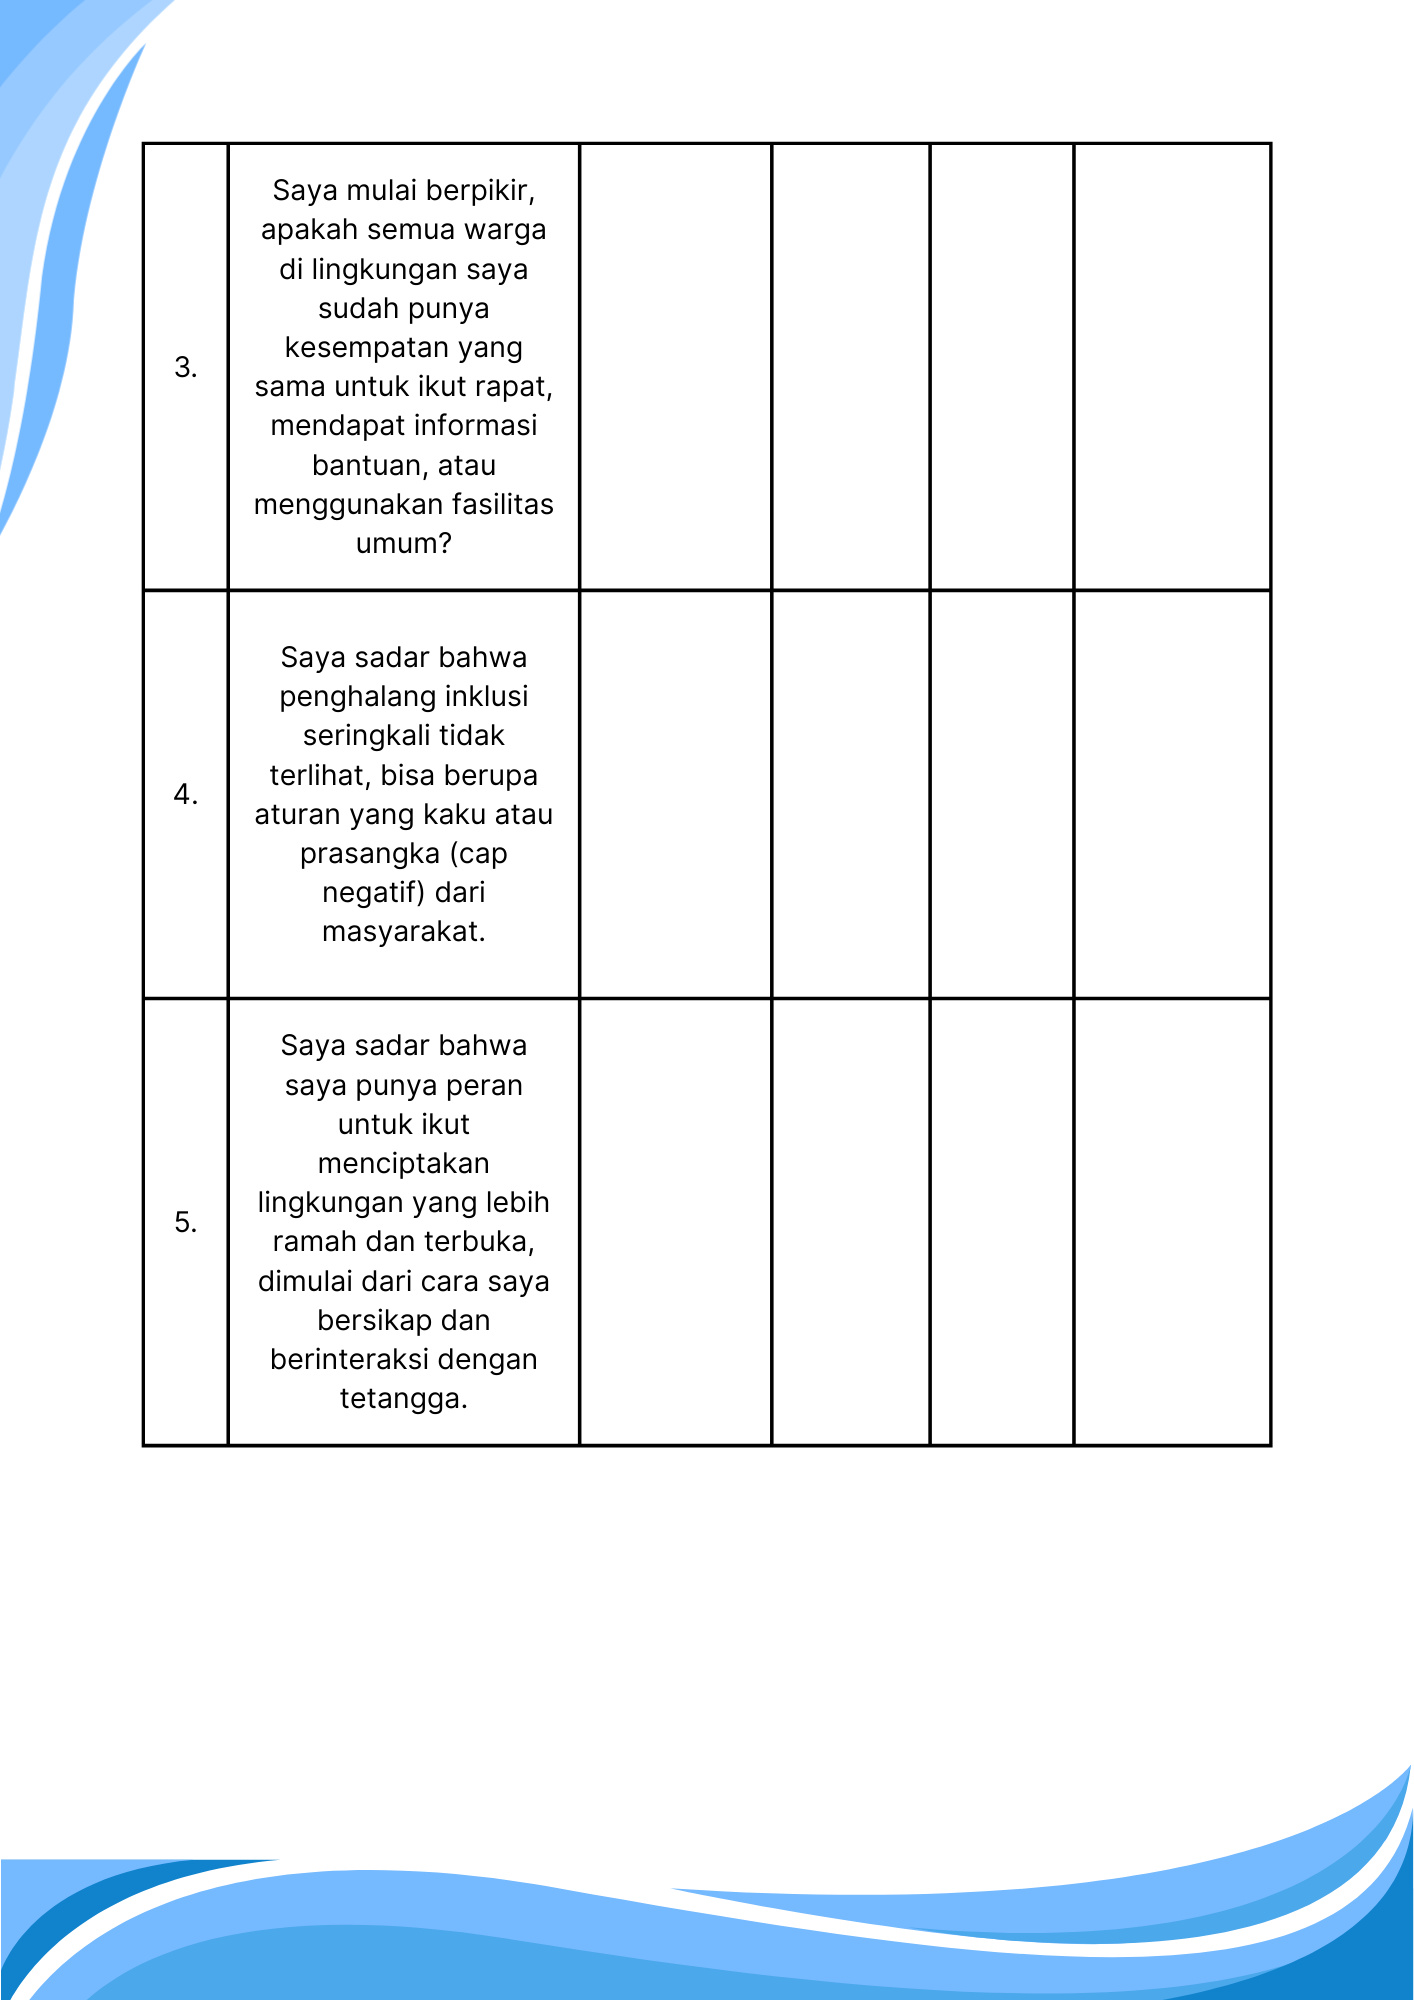 3.
Saya mulai berpikir,
apakah semua warga
di lingkungan saya
sudah punya
kesempatan yang
sama untuk ikut rapat,
mendapat informasi
bantuan, atau
menggunakan fasilitas
umum?
4.
Saya sadar bahwa
penghalang inklusi
seringkali tidak
terlihat, bisa berupa
aturan yang kaku atau
prasangka (cap
negatif) dari
masyarakat.
5.
Saya sadar bahwa
saya punya peran
untuk ikut
menciptakan
lingkungan yang lebih
ramah dan terbuka,
dimulai dari cara saya
bersikap dan
berinteraksi dengan
tetangga.